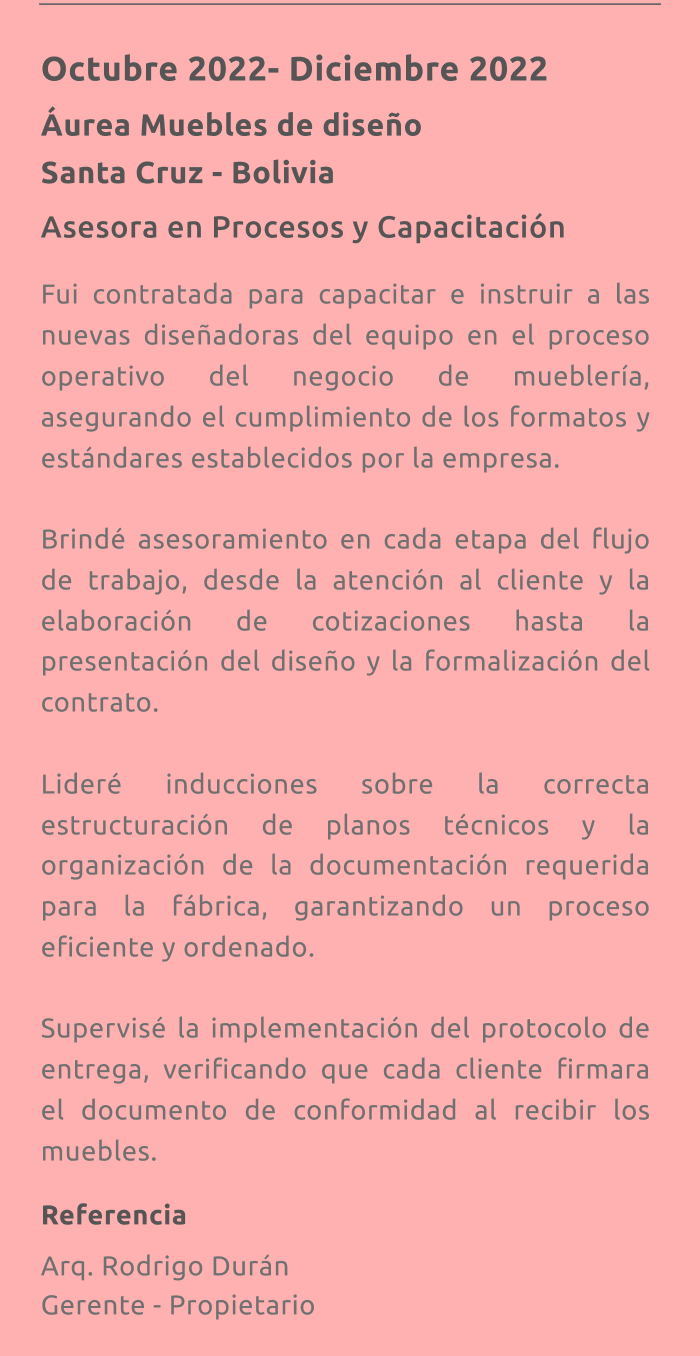 Octubre 2022- Diciembre 2022
Áurea Muebles de diseño
Santa Cruz - Bolivia
Asesora en Procesos y Capacitación
Fui contratada para capacitar e instruir a las
nuevas diseñadoras del equipo en el proceso
operativo del negocio de mueblería,
asegurando el cumplimiento de los formatos y
estándares establecidos por la empresa.
Brindé asesoramiento en cada etapa del flujo
de trabajo, desde la atención al cliente y la
elaboración de cotizaciones hasta la
presentación del diseño y la formalización del
contrato.
Lideré inducciones sobre la correcta
estructuración de planos técnicos y la
organización de la documentación requerida
para la fábrica, garantizando un proceso
eficiente y ordenado.
Supervisé la implementación del protocolo de
entrega, verificando que cada cliente firmara
el documento de conformidad al recibir los
muebles.
Referencia
Arq. Rodrigo Durán
Gerente - Propietario